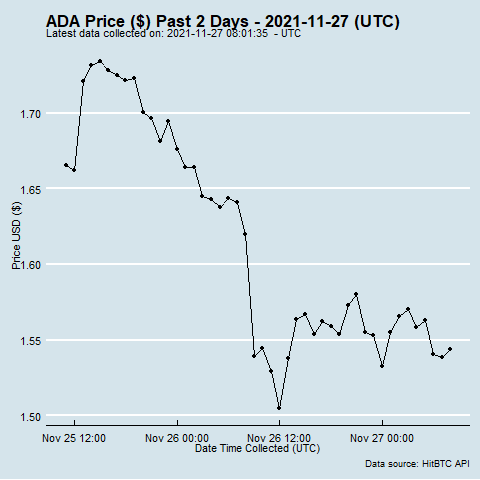 ADA Price ($) Past 2 Days - 2021-11-27 (UTC)
Latest data collected on: 2021-11-27 08:01:35 - UTC
Price USD ($)
1.70
1.65
1.60
1.55
1.50
Nov 25 12:00
Nov 26 00:00
Nov 26 12:00
Nov 27 00:00
Date Time Collected (UTC)
Data source: HitBTC API